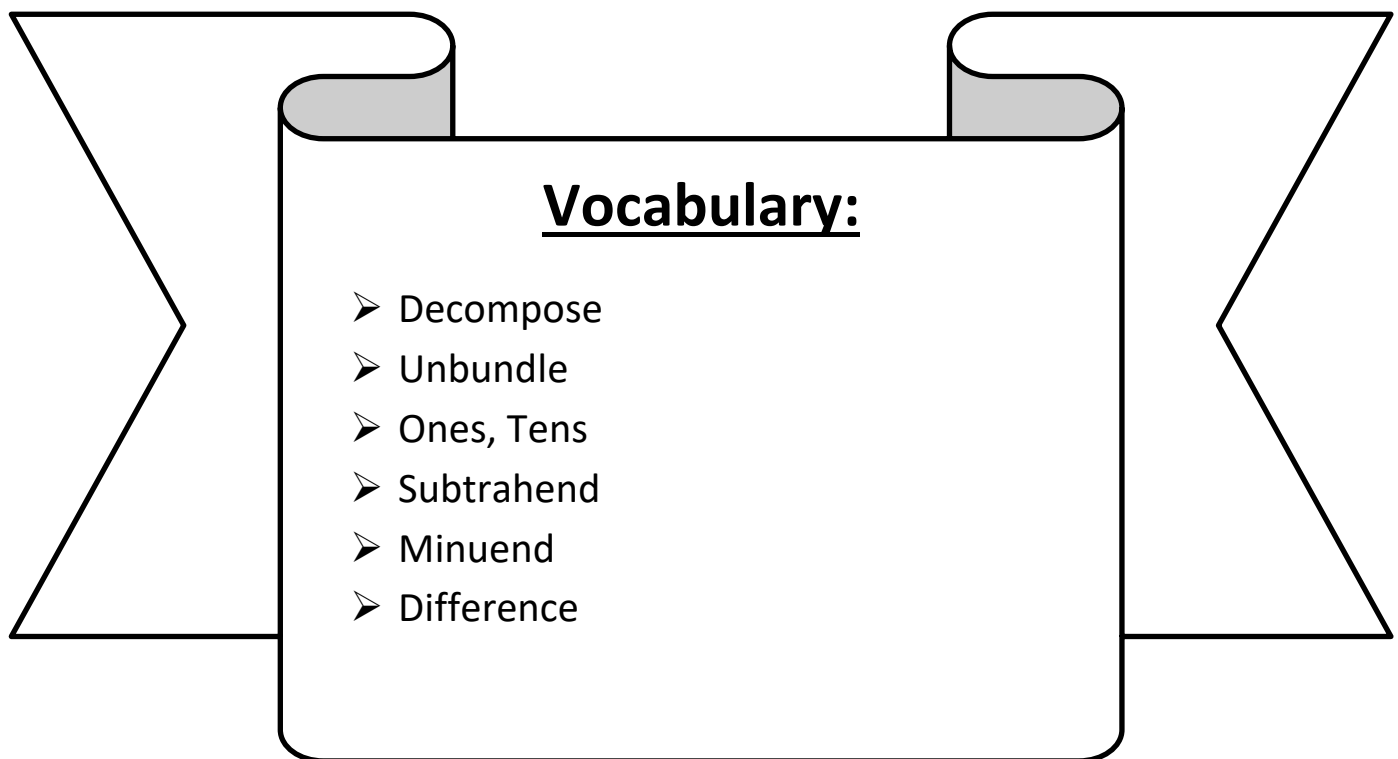 Vocabulary:
➢ Decompose
➢ Unbundle
➢ Ones, Tens
➢ Subtrahend
➢ Minuend
➢ Difference